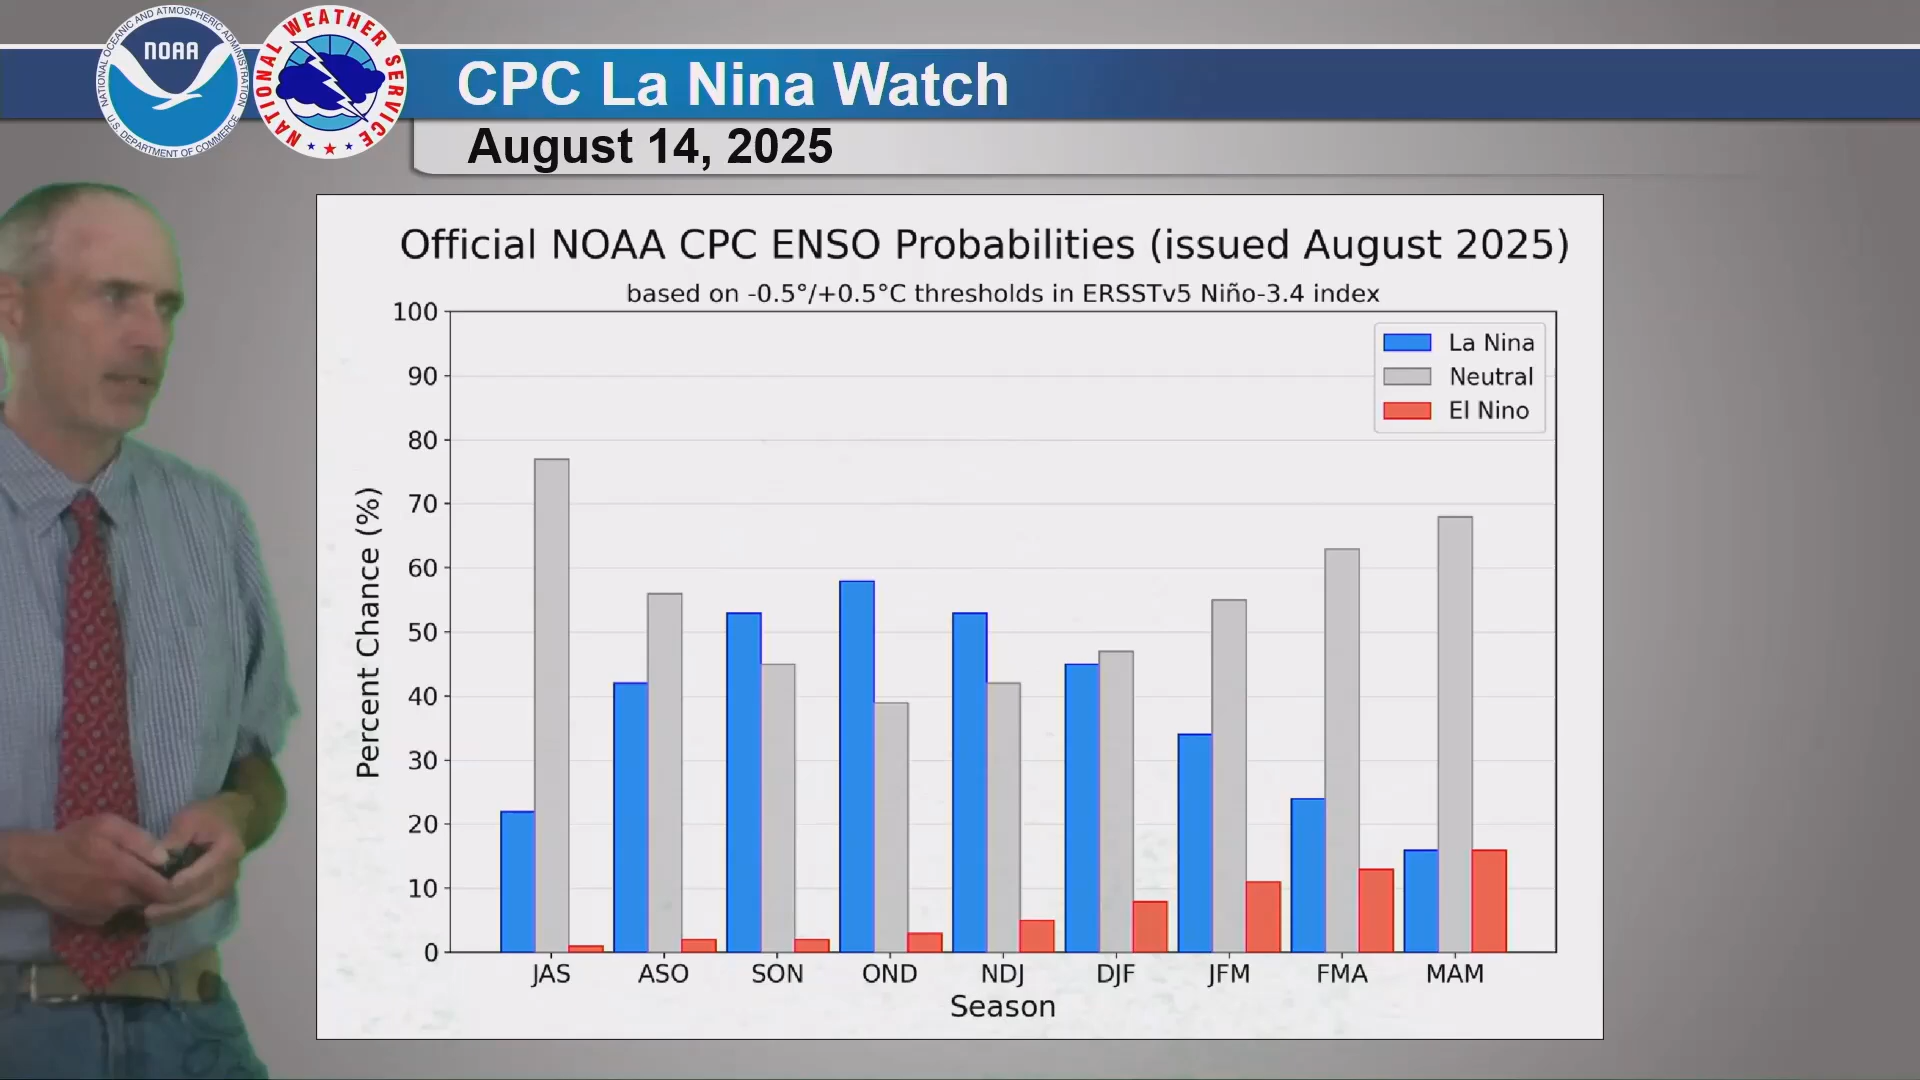 NATIONAL OCEANIC AND ATMOSPHERIC ADMINISTRATION
NOAA
U.S. DEPARTMENT OF COMMERCE
NATIONAL WEATHER SERVICE
CPC La Nina Watch
August 14, 2025
Official NOAA CPC ENSO Probabilities (issued August 2025)
based on -0.5°/+0.5°C thresholds in ERSSTv5 Niño-3.4 index
La Nina
Neutral
El Nino
Percent Chance (%)
100
90
80
70
60
50
40
30
20
10
0
JAS ASO SON OND NDJ DJF JFM FMA MAM
Season